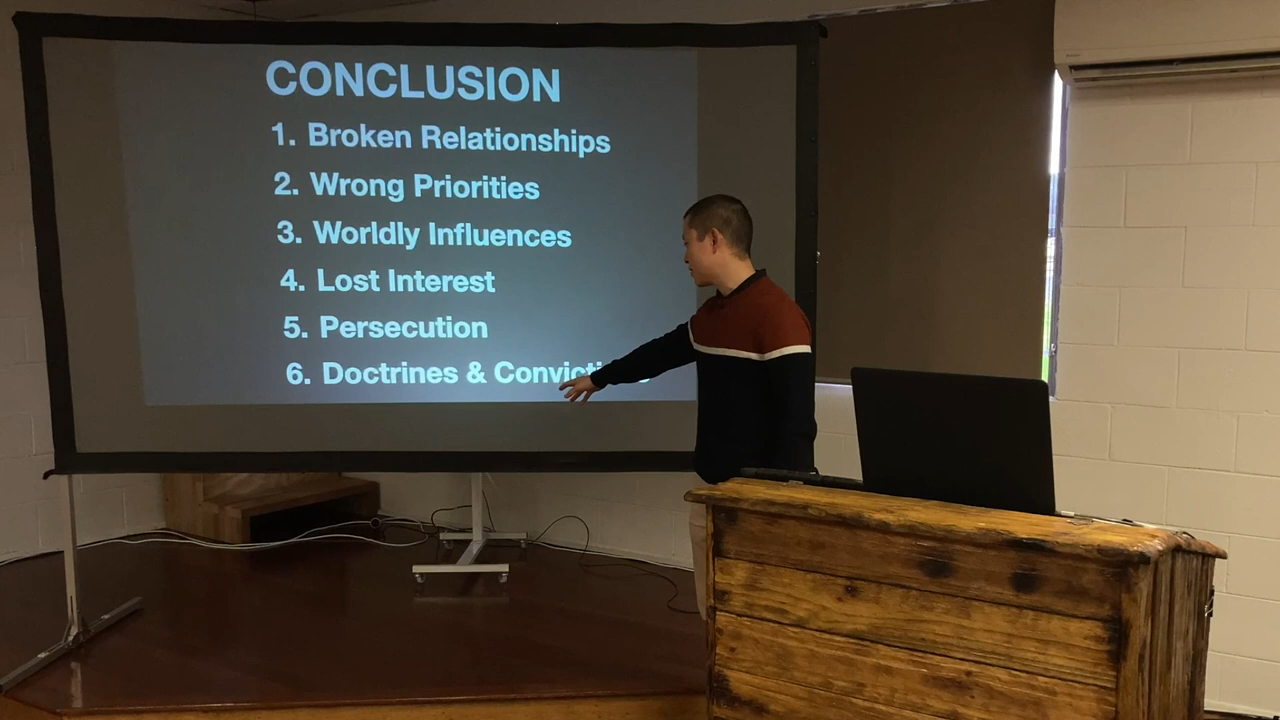 CONCLUSION
1. Broken Relationships
2. Wrong Priorities
3. Worldly Influences
4. Lost Interest
5. Persecution
6. Doctrines &